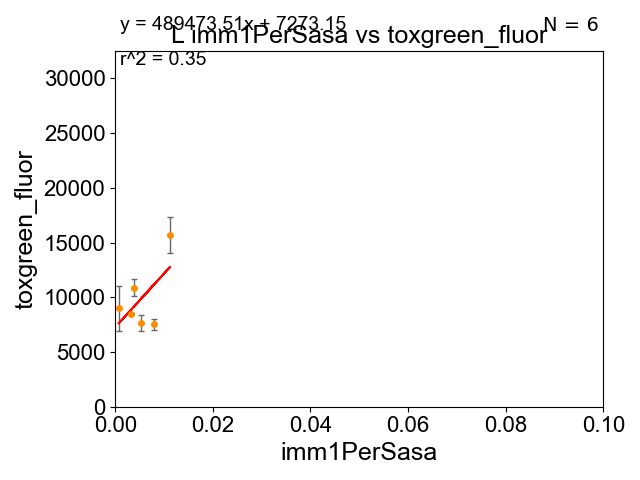 y = 489473.51x + 7273.15
N = 6
L imm1PerSasa vs toxgreen_fluor
r^2 = 0.35
30000
25000
20000
15000
10000
5000
0
toxgreen_fluor
0.00 0.02 0.04 0.06 0.08 0.10
imm1PerSasa